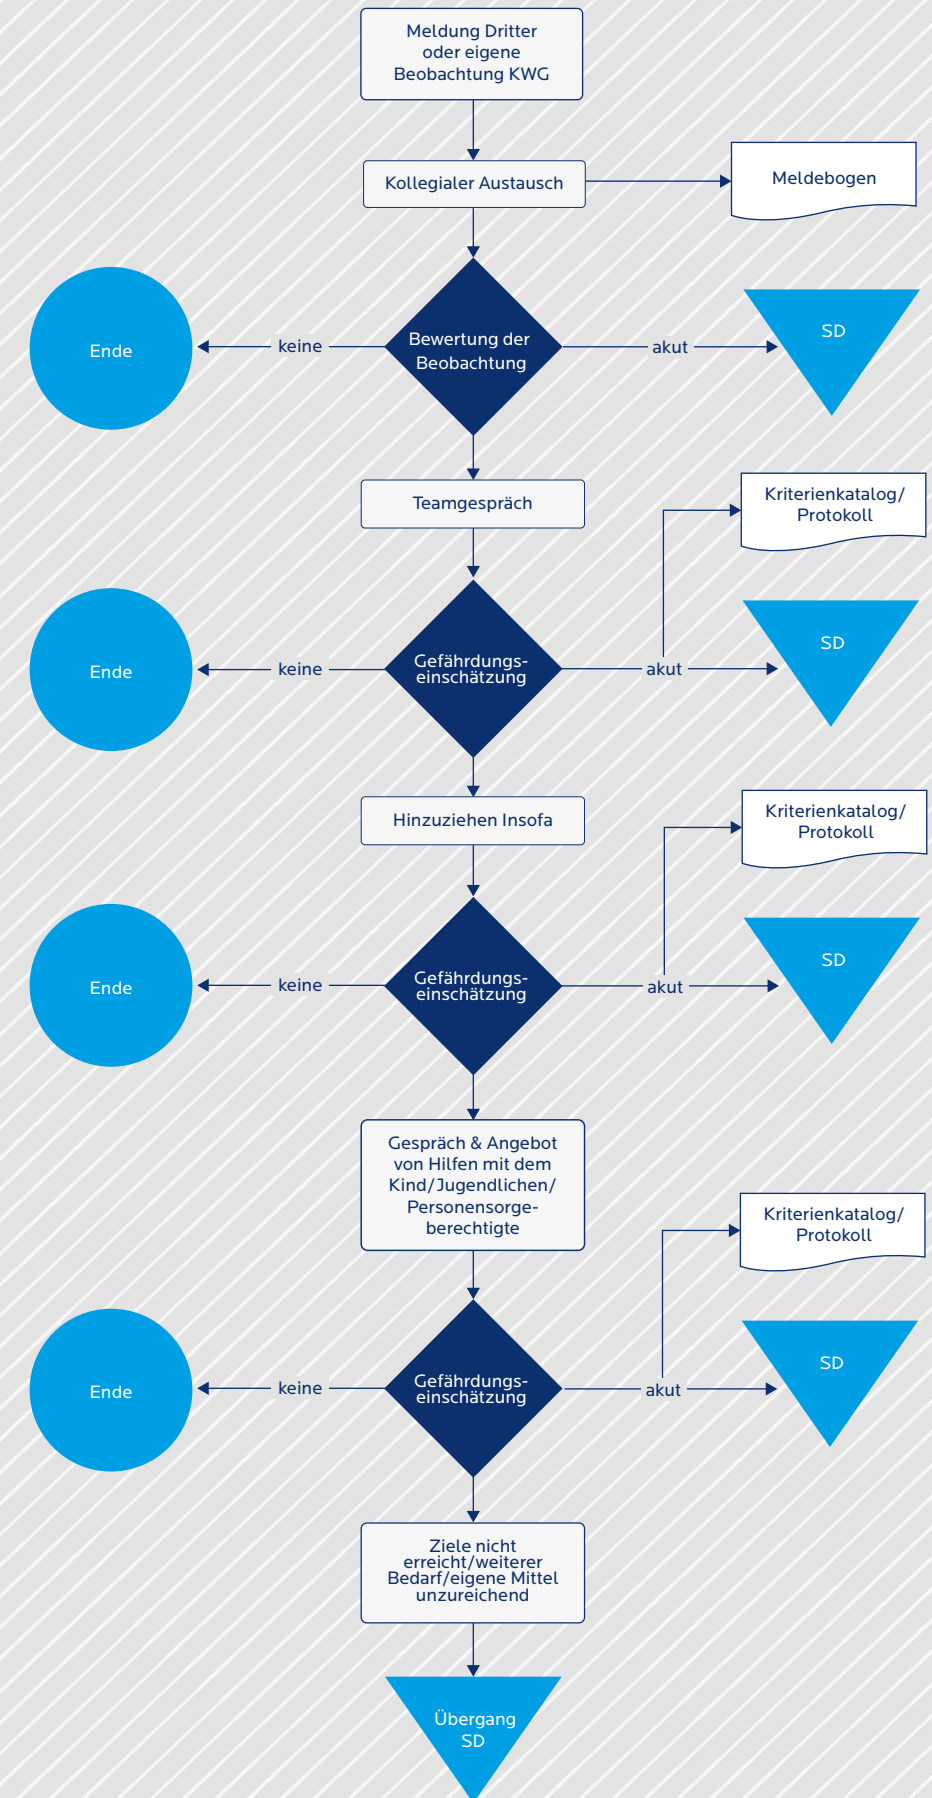 Meldung Dritter
oder eigene
Beobachtung KWG
Kollegialer Austausch
Meldebogen
Ende
keine
Bewertung der
Beobachtung
akut
SD
Teamgespräch
Kriterienkatalog/
Protokoll
Ende
keine
Gefährdungs-
einschätzung
akut
SD
Hinzuziehen Insofa
Kriterienkatalog/
Protokoll
Ende
keine
Gefährdungs-
einschätzung
akut
SD
Gespräch & Angebot
von Hilfen mit dem
Kind/Jugendlichen/
Personensorge-
berechtigte
Kriterienkatalog/
Protokoll
Ende
keine
Gefährdungs-
einschätzung
akut
SD
Ziele nicht
erreicht/weiterer
Bedarf/eigene Mittel
unzureichend
Übergang
SD